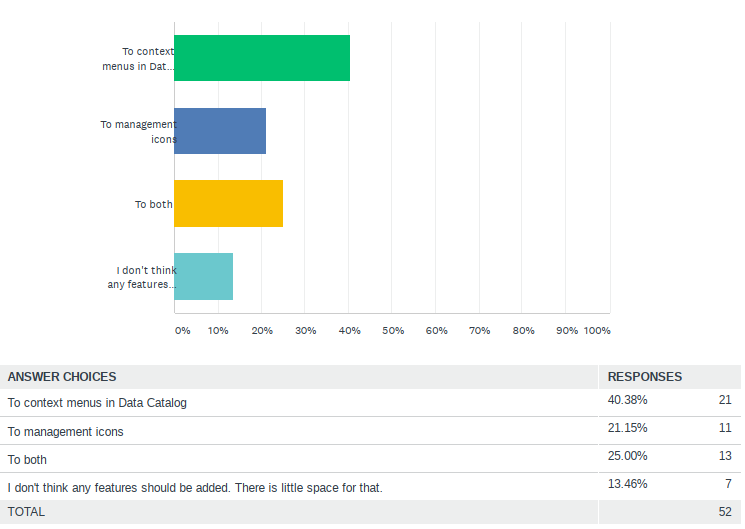 To context
menus in Dat...
To management
icons
To both
I don't think
any features...
0% 10% 20% 30% 40% 50% 60% 70% 80% 90% 100%
ANSWER CHOICES RESPONSES
To context menus in Data Catalog 40.38% 21
To management icons 21.15% 11
To both 25.00% 13
I don't think any features should be added. There is little space for that. 13.46% 7
TOTAL 52